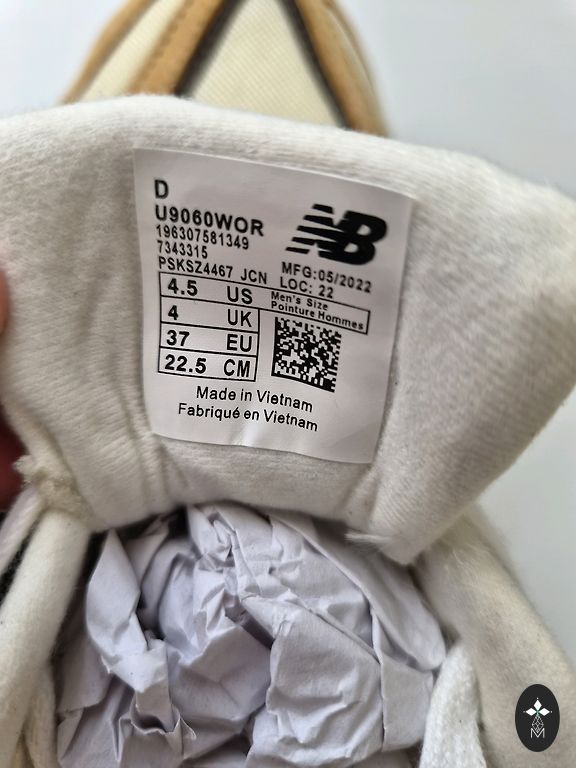 D
U9060WOR
196307581349
7343315
PSKSZ4467 JCN
NB
MFG:05/2022
LOC: 22
4.5 US
Men's Size
Pointure Hommes
4 UK
37 EU
22.5 CM
Made in Vietnam
Fabriqué en Vietnam
M